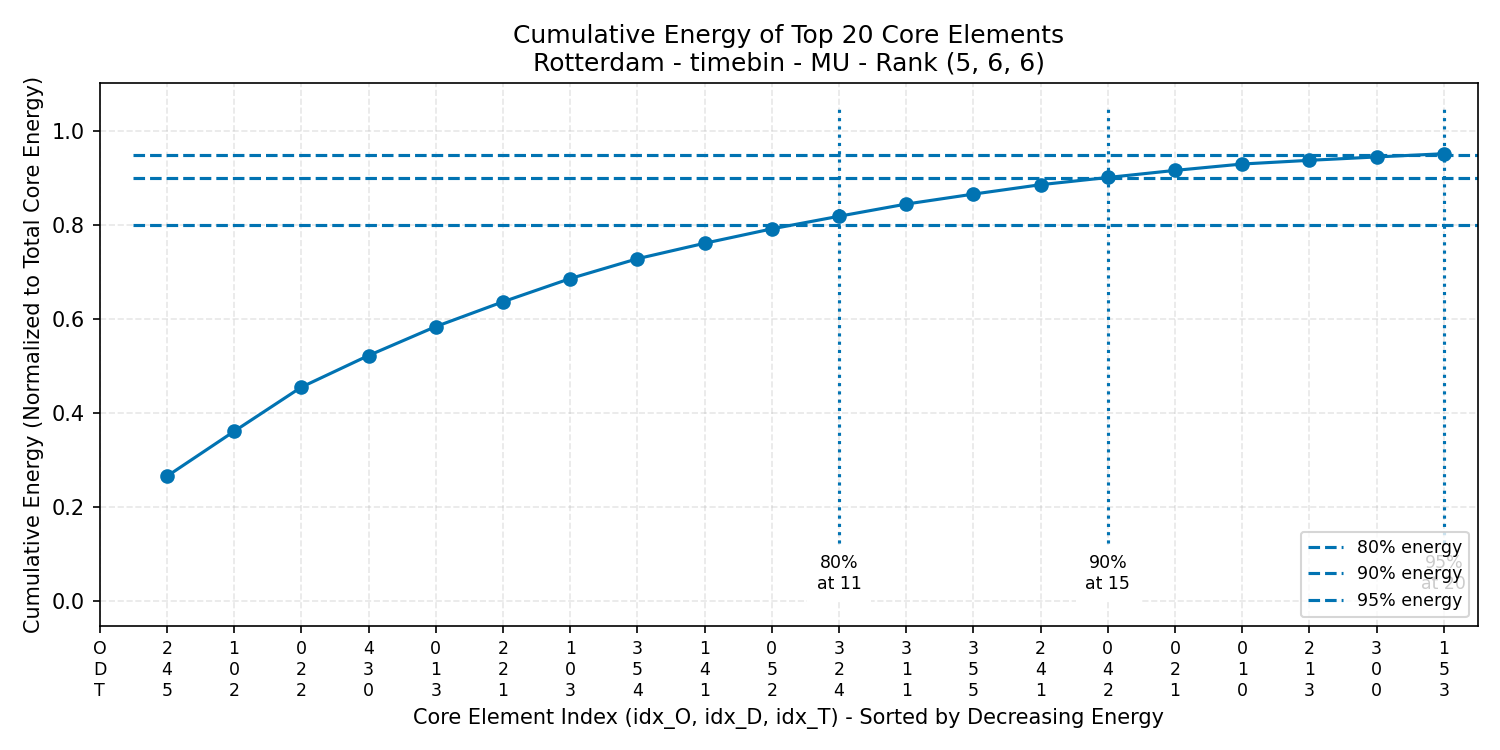 Cumulative Energy of Top 20 Core Elements
Rotterdam - timebin - MU - Rank (5, 6, 6)
Cumulative Energy (Normalized to Total Core Energy)
1.0
0.8
0.6
0.4
0.2
0.0
80%
at 11
90%
at 15
95%
at 20
80% energy
90% energy
95% energy
O 2 1 0 4 0 2 1 3 1 0 3 3 3 2 0 0 0 2 3 1
D 4 0 2 3 1 2 0 5 4 5 2 1 5 4 4 2 1 1 0 5
T 5 2 2 0 3 1 3 4 1 2 4 1 5 1 2 1 0 3 0 3
Core Element Index (idx_O, idx_D, idx_T) - Sorted by Decreasing Energy